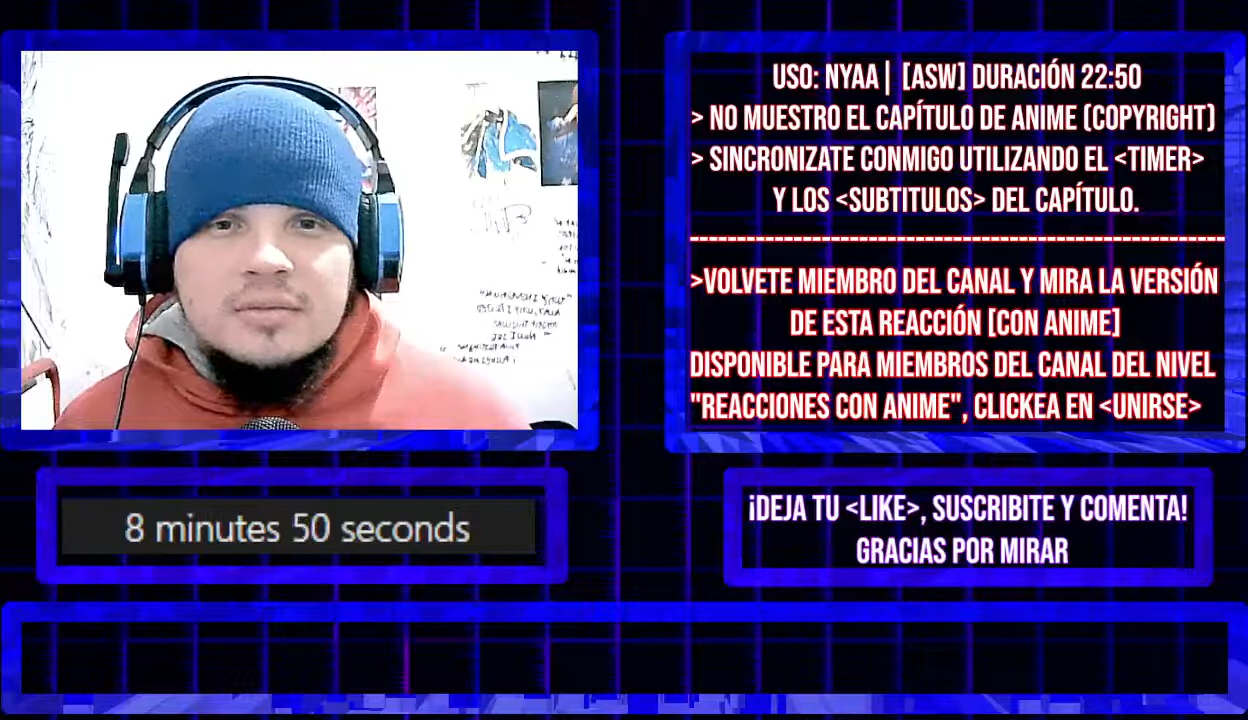 USO: NYAA| [ASW] DURACIÓN 22:50
> NO MUESTRO EL CAPÍTULO DE ANIME (COPYRIGHT)
> SINCRONIZATE CONMIGO UTILIZANDO EL <TIMER>
Y LOS <SUBTITULOS> DEL CAPÍTULO.
---------------------------------------------------------
>VOLVETE MIEMBRO DEL CANAL Y MIRA LA VERSIÓN
DE ESTA REACCIÓN [CON ANIME]
DISPONIBLE PARA MIEMBROS DEL CANAL DEL NIVEL
"REACCIONES CON ANIME", CLICKEA EN <UNIRSE>
8 minutes 50 seconds
¡DEJA TU <LIKE>, SUSCRIBITE Y COMENTA!
GRACIAS POR MIRAR